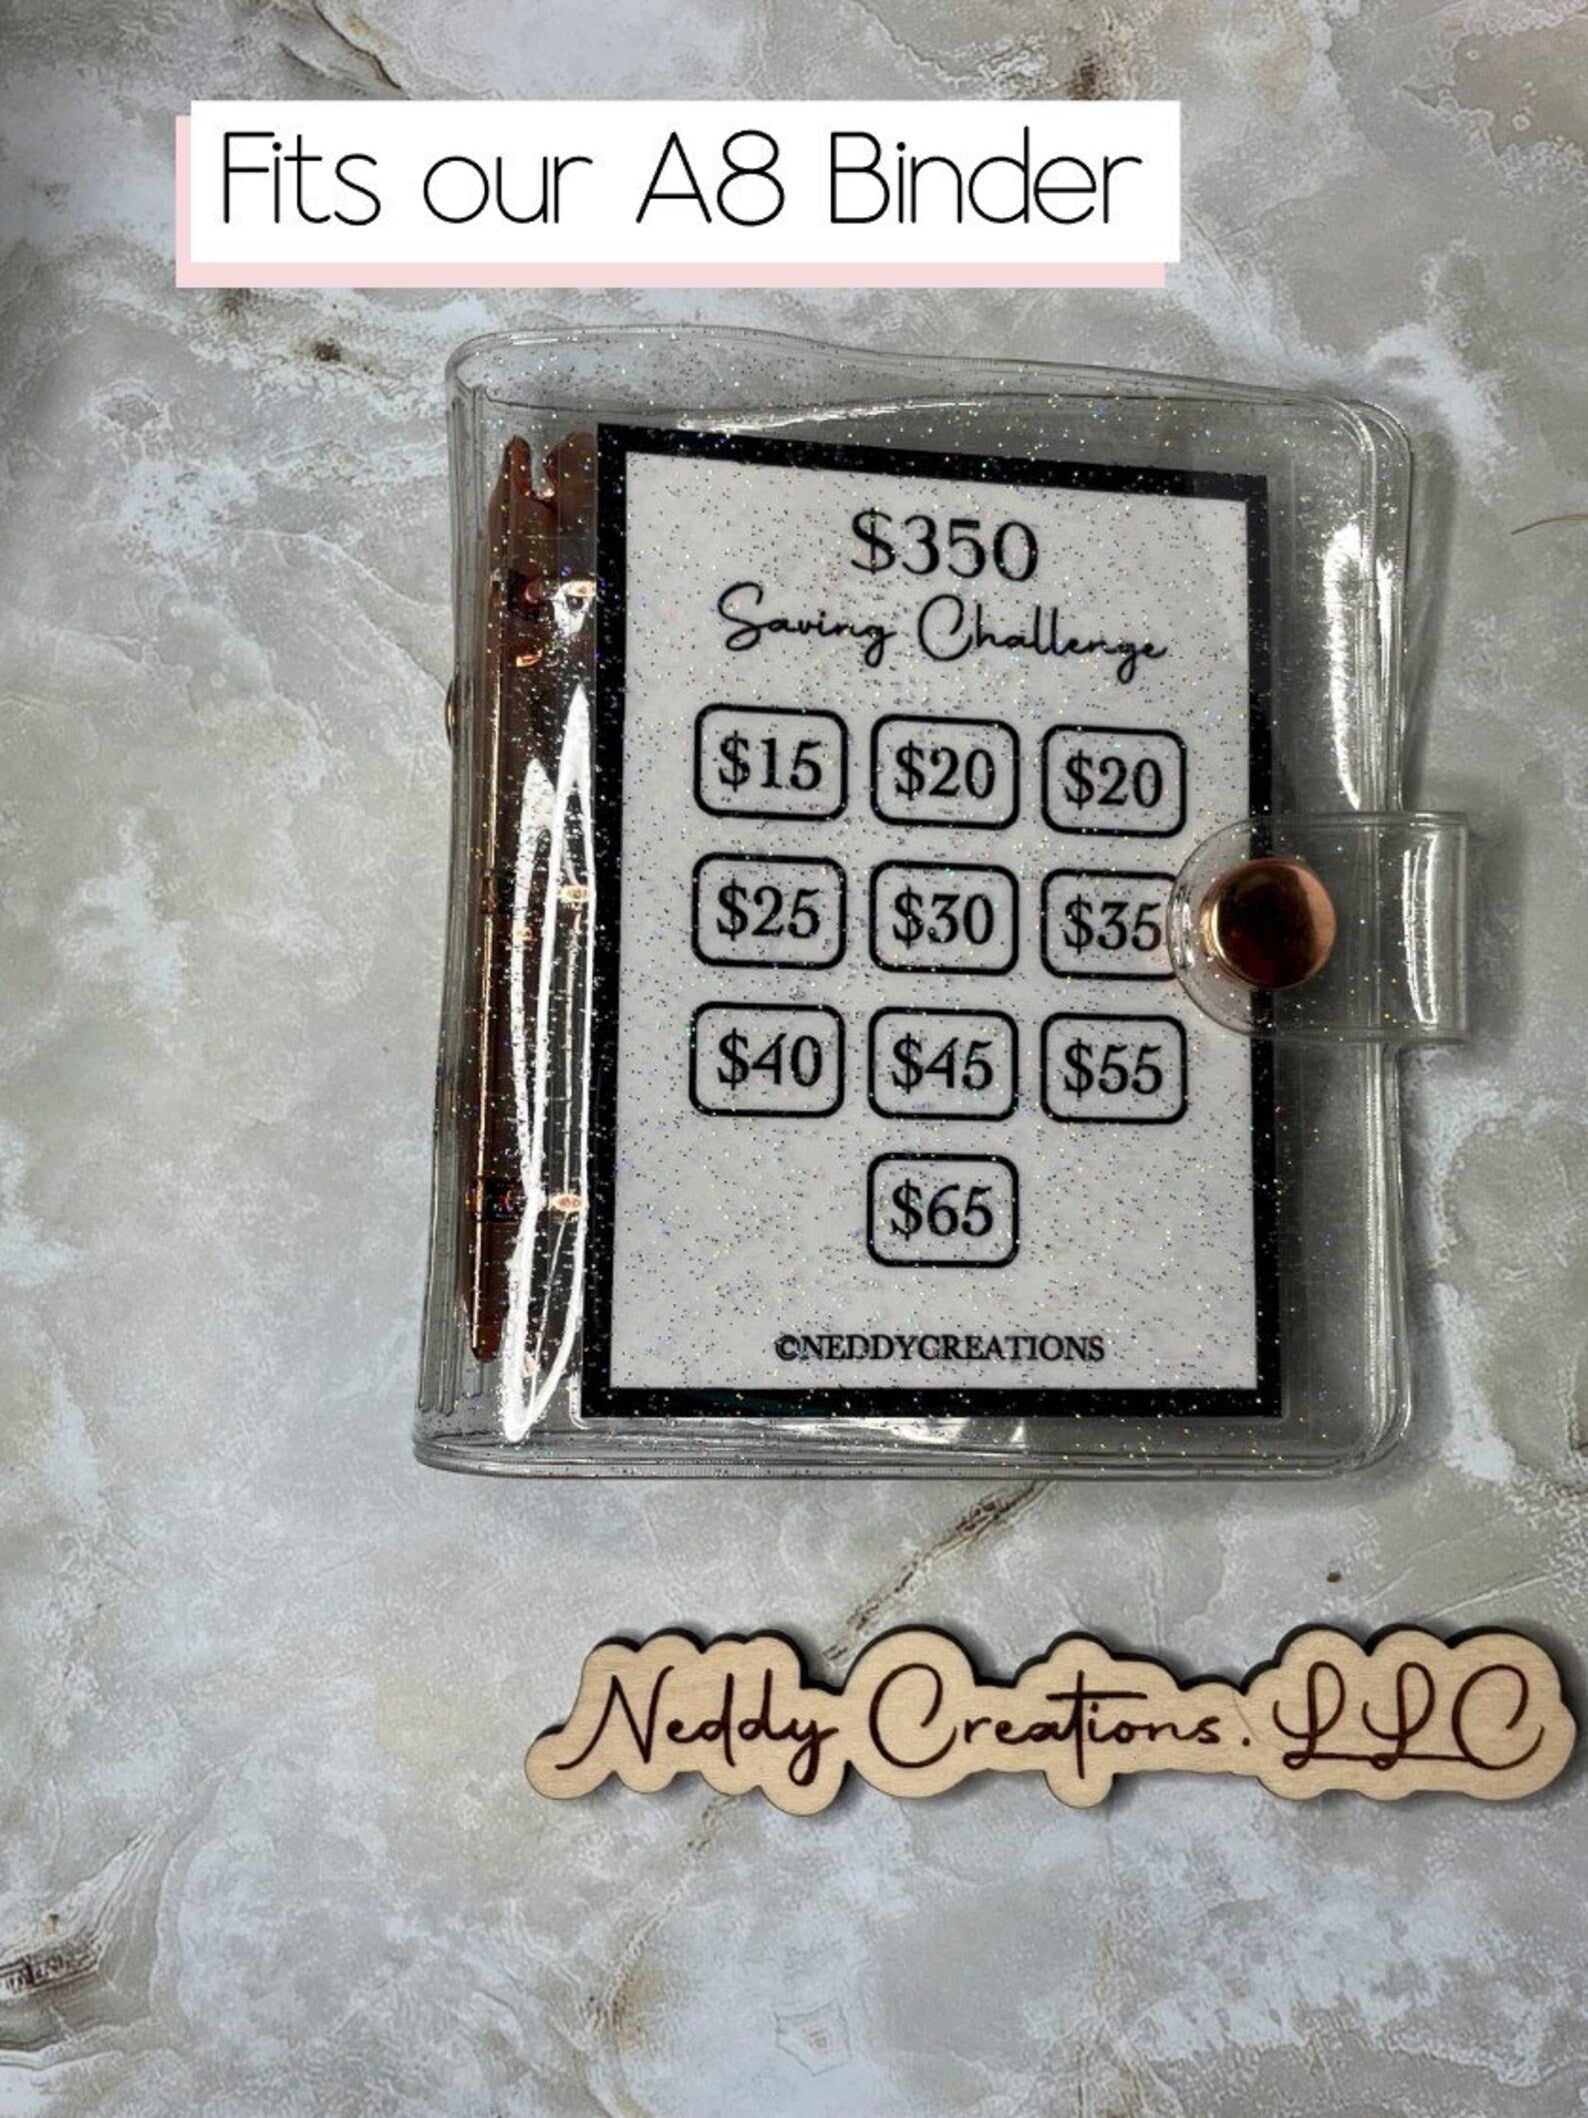 Fits our A8 Binder
$350
Saving Challenge
$15 $20 $20
$25 $30 $35
$40 $45 $55
$65
©NEDDYCREATIONS
Neddy Creations. LLC